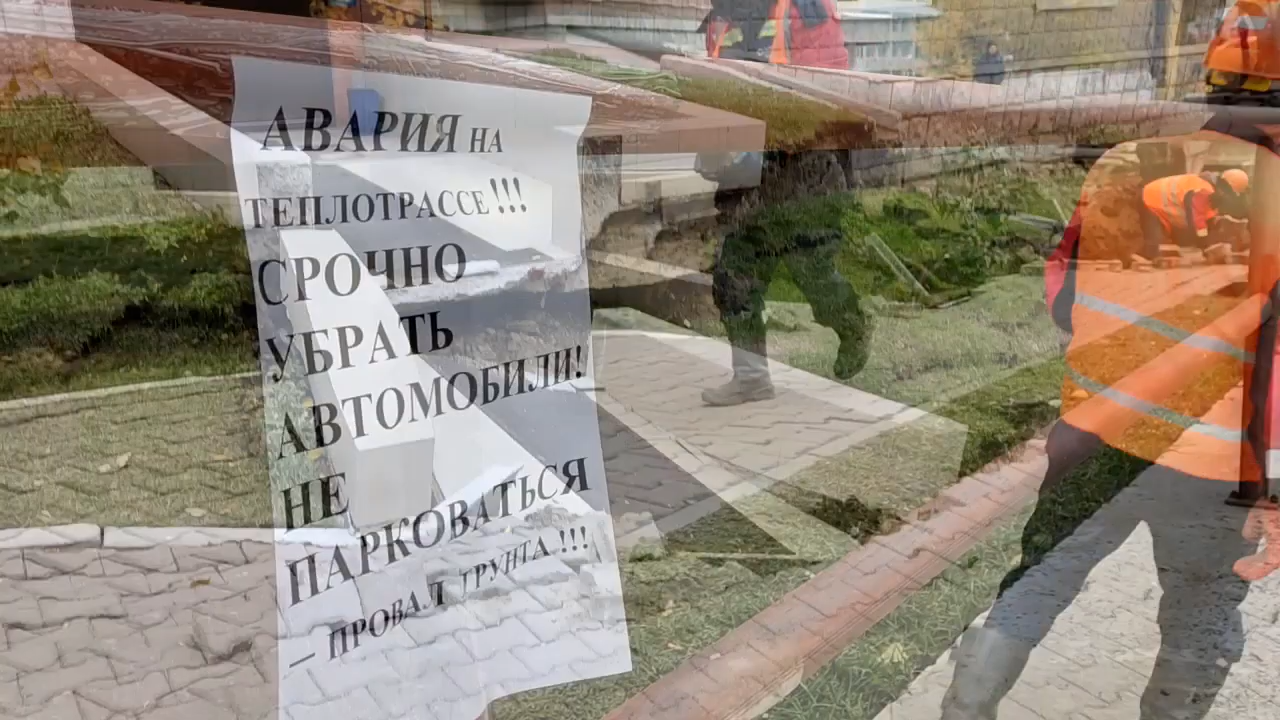 АВАРИЯ НА
ТЕПЛОТРАССЕ!!!
СРОЧНО
УБРАТЬ
АВТОМОБИЛИ!
НЕ
ПАРКОВАТЬСЯ
– ПРОВАЛ ГРУНТА !!!